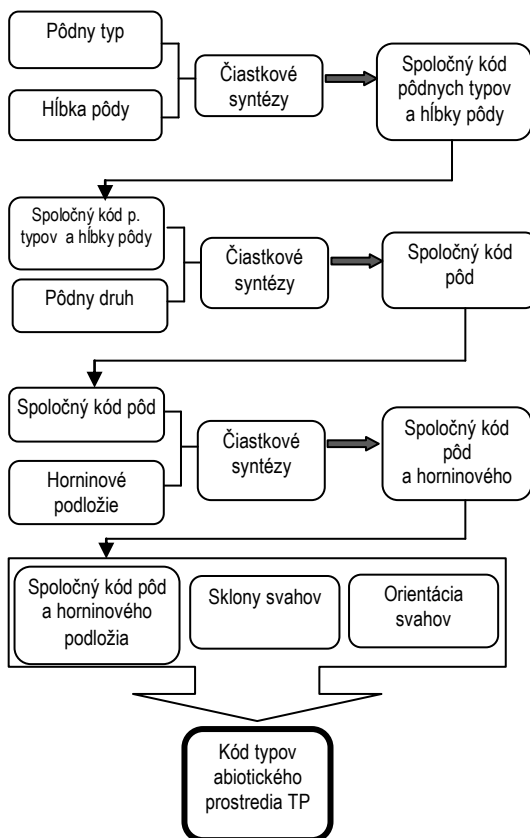 Pôdny typ
Hĺbka pôdy
Čiastkové
syntézy
Spoločný kód
pôdnych typov
a hĺbky pôdy
Spoločný kód p.
typov a hĺbky pôdy
Pôdny druh
Čiastkové
syntézy
Spoločný kód
pôd
Spoločný kód pôd
Horninové
podložie
Čiastkové
syntézy
Spoločný kód
pôd
a horninového
Spoločný kód pôd
a horninového
podložia
Sklony svahov
Orientácia
svahov
Kód typov
abiotického
prostredia TP